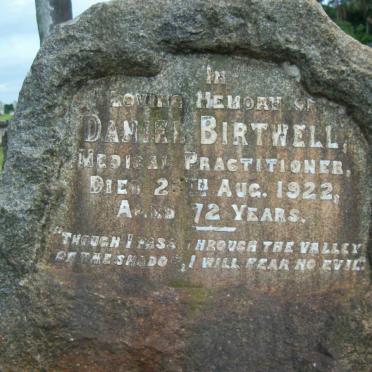 In
Loving Memory of
Daniel Birtwell,
Medical Practitioner,
Died Aug. 1922,
Aged 72 years.
"Though I pass through the valley
of the shadow, I will fear no evil"